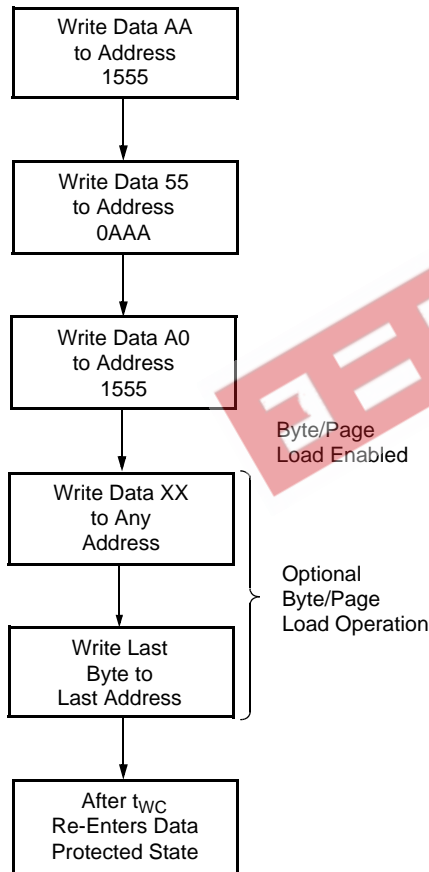 Write Data AA
to Address
1555
Write Data 55
to Address
0AAA
Write Data A0
to Address
1555
Byte/Page
Load Enabled
Write Data XX
to Any
Address
Optional
Byte/Page
Load Operation
Write Last
Byte to
Last Address
After tWC
Re-Enters Data
Protected State